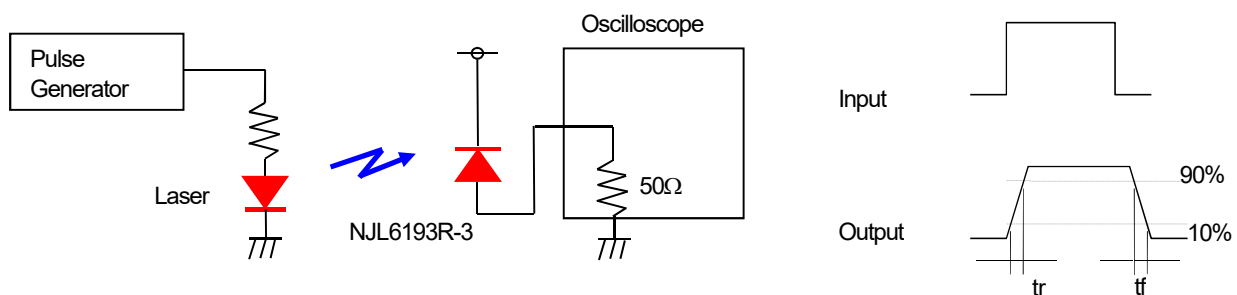 Pulse
Generator
Laser
NJL6193R-3
Oscilloscope
50Ω
Input
Output
90%
10%
tr
tf